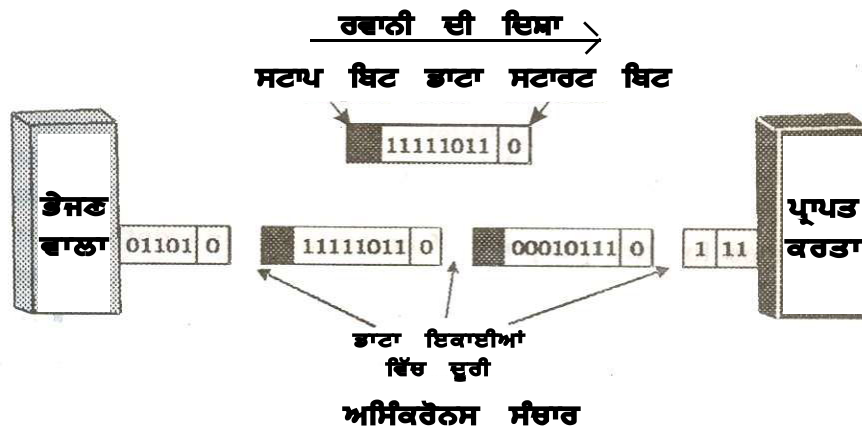 ਰਵਾਨੀ ਦੀ ਦਿਸ਼ਾ
ਸਟਾਪ ਬਿਟ ਡਾਟਾ ਸਟਾਰਟ ਬਿਟ
11111011 0
ਭੇਜਣ
ਵਾਲਾ
01101 0
11111011 0
00010111 0
1 11
ਪ੍ਰਾਪਤ
ਕਰਤਾ
ਡਾਟਾ ਇਕਾਈਆਂ
ਵਿੱਚ ਦੂਰੀ
ਅਸਿੰਕਰੋਨਸ ਸੰਚਾਰ